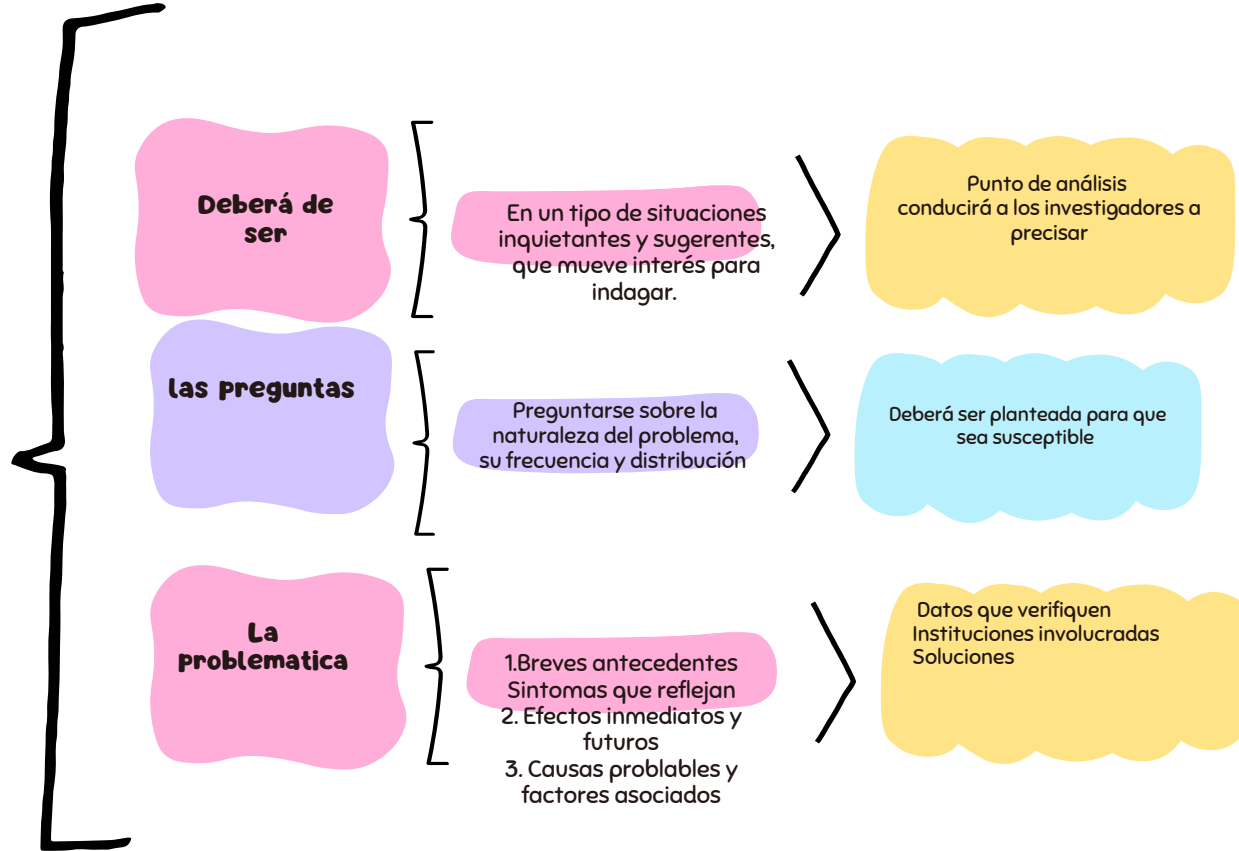 Deberá de
ser
En un tipo de situaciones
inquietantes y sugerentes,
que mueve interés para
indagar.
Punto de análisis
conducirá a los investigadores a
precisar
las preguntas
Preguntarse sobre la
naturaleza del problema,
su frecuencia y distribución
Deberá ser planteada para que
sea susceptible
La
problematica
1.Breves antecedentes
Sintomas que reflejan
2. Efectos inmediatos y
futuros
3. Causas problables y
factores asociados
Datos que verifiquen
Instituciones involucradas
Soluciones